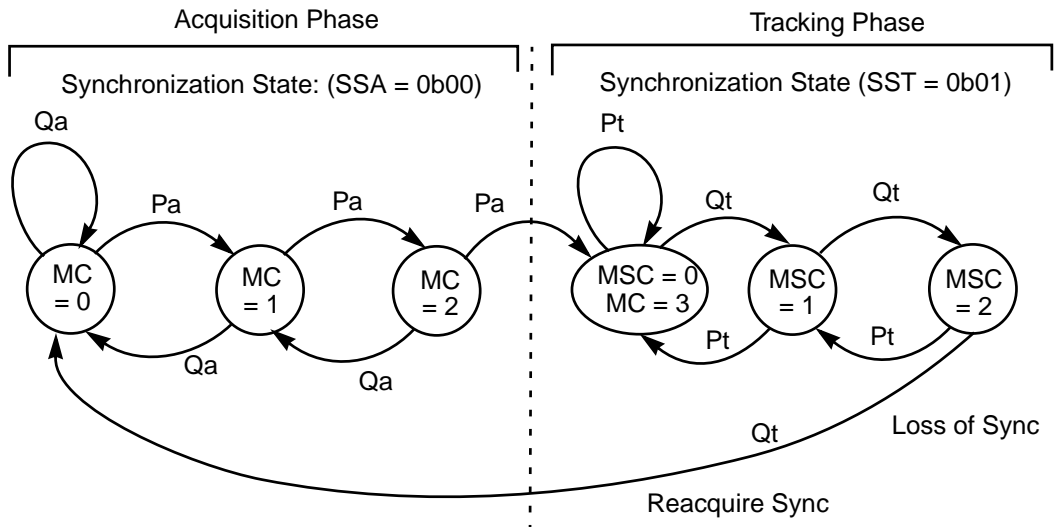 Acquisition Phase
Tracking Phase
Synchronization State: (SSA = 0b00)
Synchronization State (SST = 0b01)
Qa
Pt
Pa
Pa
Pa
Qt
Qt
MC
= 0
MC
= 1
MC
= 2
MSC = 0
MC = 3
MSC
= 1
MSC
= 2
Qa
Qa
Pt
Pt
Qt
Loss of Sync
Reacquire Sync